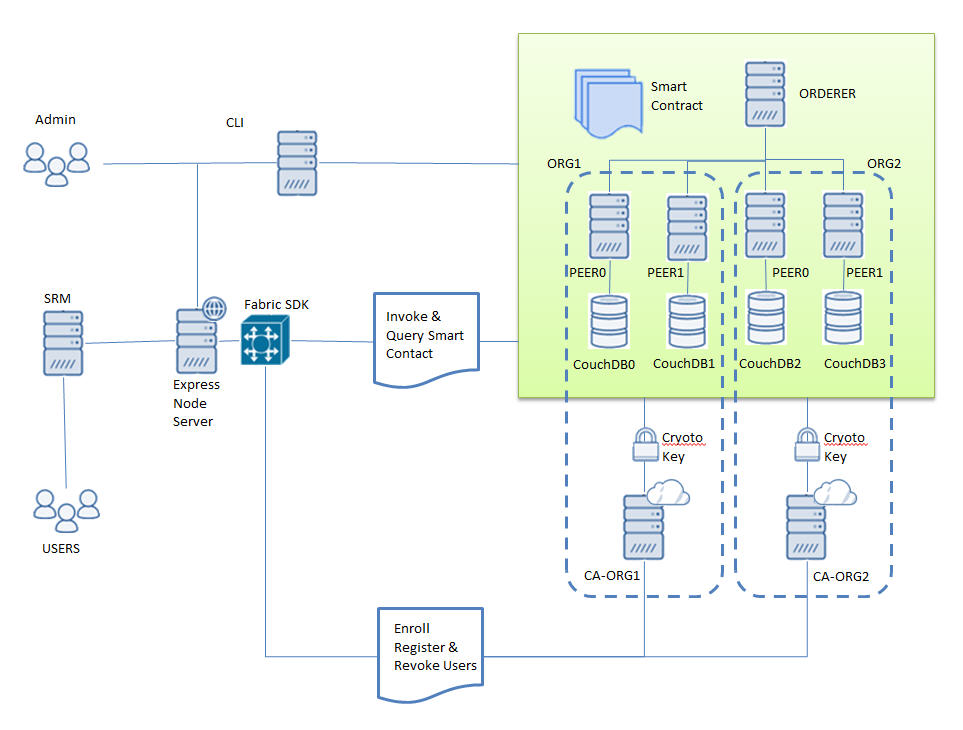 Admin
CLI
Smart
Contract
ORDERER
ORG1
ORG2
PEER0
PEER1
PEER0
PEER1
SRM
Fabric SDK
Invoke &
Query Smart
Contact
CouchDB0
CouchDB1
CouchDB2
CouchDB3
Express
Node
Server
Cryoto
Key
Cryoto
Key
USERS
CA-ORG1
CA-ORG2
Enroll
Register &
Revoke Users